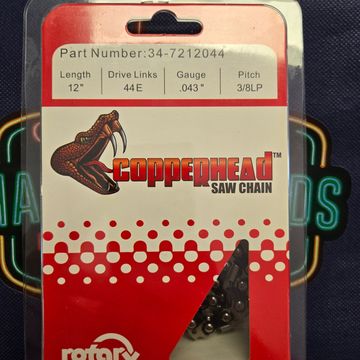 Part Number:34-7212044
Length Drive Links Gauge Pitch
12" 44E .043" 3/8LP
COPPERHEAD™
SAW CHAIN
rotary